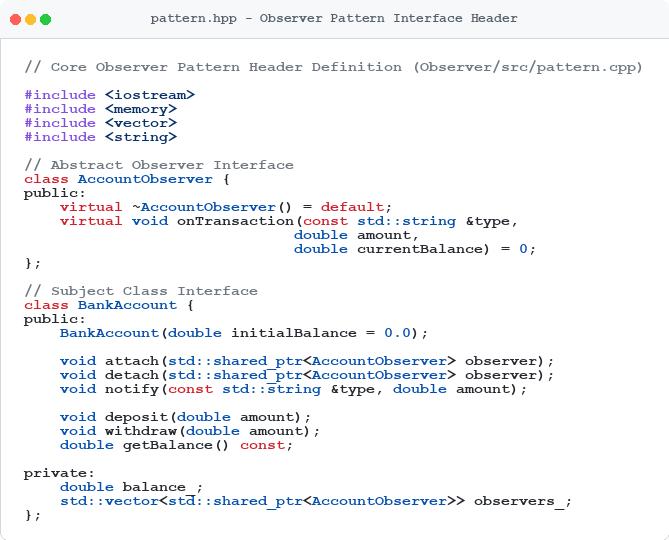 pattern.hpp - Observer Pattern Interface Header
// Core Observer Pattern Header Definition (Observer/src/pattern.cpp)
#include <iostream>
#include <memory>
#include <vector>
#include <string>
// Abstract Observer Interface
class AccountObserver {
public:
    virtual ~AccountObserver() = default;
    virtual void onTransaction(const std::string &type,
                              double amount,
                              double currentBalance) = 0;
};
// Subject Class Interface
class BankAccount {
public:
    BankAccount(double initialBalance = 0.0);
    void attach(std::shared_ptr<AccountObserver> observer);
    void detach(std::shared_ptr<AccountObserver> observer);
    void notify(const std::string &type, double amount);
    void deposit(double amount);
    void withdraw(double amount);
    double getBalance() const;
private:
    double balance_;
    std::vector<std::shared_ptr<AccountObserver>> observers_;
};